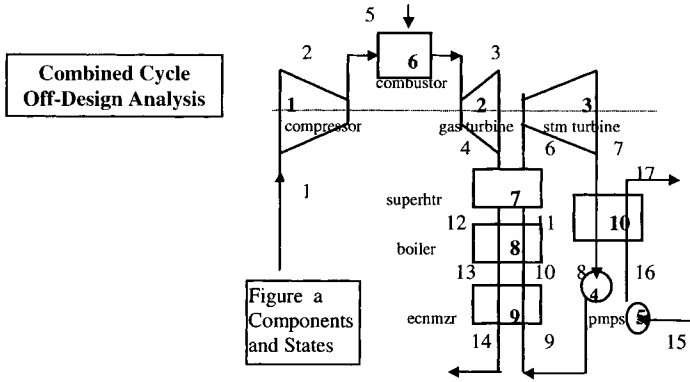 5
2
3
6
Combined Cycle
Off-Design Analysis
combustor
1
2
3
compressor
gas turbine
stm turbine
4
6
7
17
1
superhtr
7
10
12
11
boiler
8
13
10
8
16
Figure a
4
Components
ecnmzr
9
pmps
5
and States
14
9
15